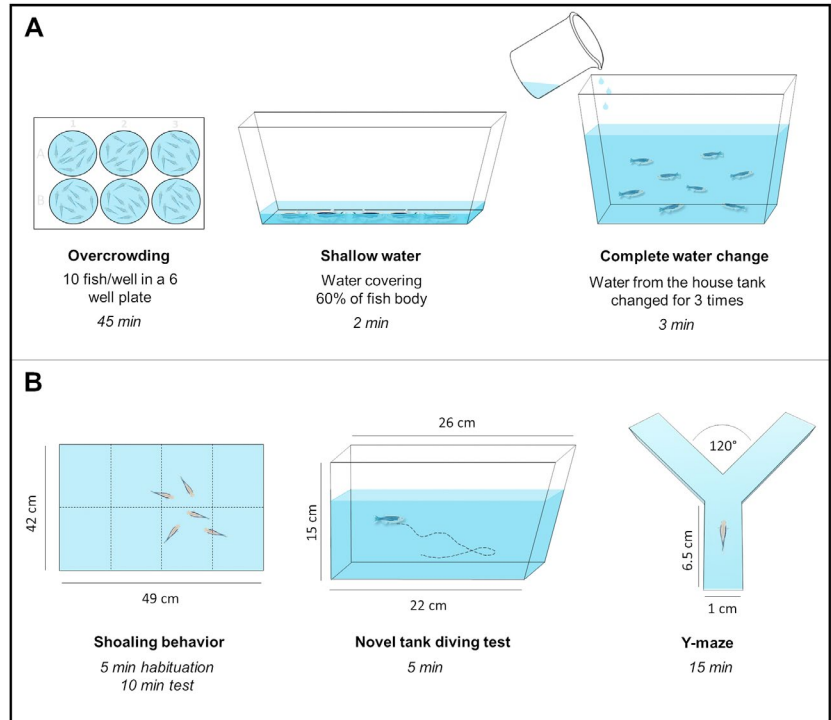 A
1 2 3
A
B
Overcrowding
10 fish/well in a 6
well plate
45 min
Shallow water
Water covering
60% of fish body
2 min
Complete water change
Water from the house tank
changed for 3 times
3 min
B
42 cm
49 cm
Shoaling behavior
5 min habituation
10 min test
26 cm
15 cm
22 cm
Novel tank diving test
5 min
120°
6.5 cm
1 cm
Y-maze
15 min